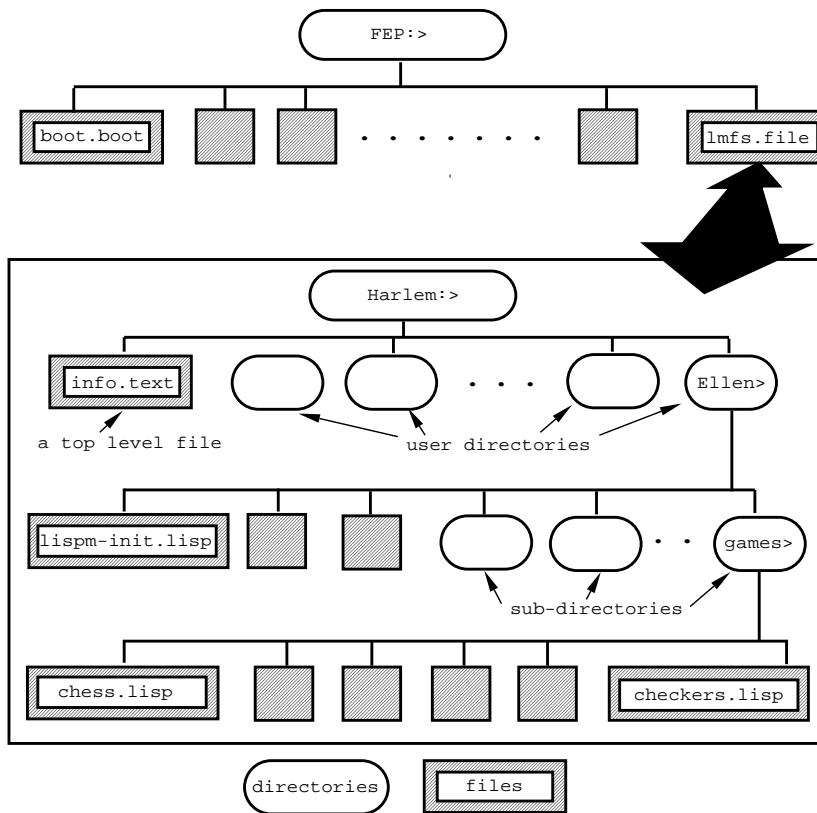 FEP:>
boot.boot
lmfs.file
Harlem:>
info.text
Ellen>
a top level file
user directories
lispm-init.lisp
games>
sub-directories
chess.lisp
checkers.lisp
directories
files